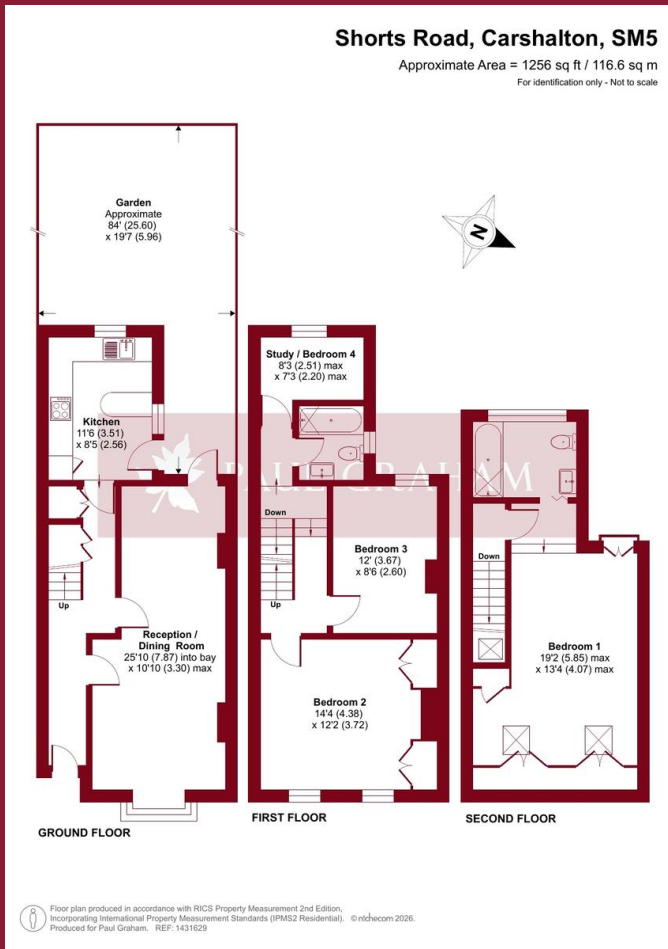 Shorts Road, Carshalton, SM5
Approximate Area = 1256 sq ft / 116.6 sq m
For identification only - Not to scale
Garden
Approximate
84' (25.60)
x 19'7 (5.96)
N
Kitchen
11'6 (3.51)
x 8'5 (2.56)
Up
Reception /
Dining Room
25'10 (7.87) into bay
x 10'10 (3.30) max
GROUND FLOOR
Study / Bedroom 4
8'3 (2.51) max
x 7'3 (2.20) max
Down
Up
Bedroom 3
12' (3.67)
x 8'6 (2.60)
Bedroom 2
14'4 (4.38)
x 12'2 (3.72)
FIRST FLOOR
Down
Bedroom 1
19'2 (5.85) max
x 13'4 (4.07) max
SECOND FLOOR
PAUL GRAHAM
Floor plan produced in accordance with RICS Property Measurement 2nd Edition,
Incorporating International Property Measurement Standards (IPMS2 Residential). © nichecom 2026.
Produced for Paul Graham. REF: 1431629